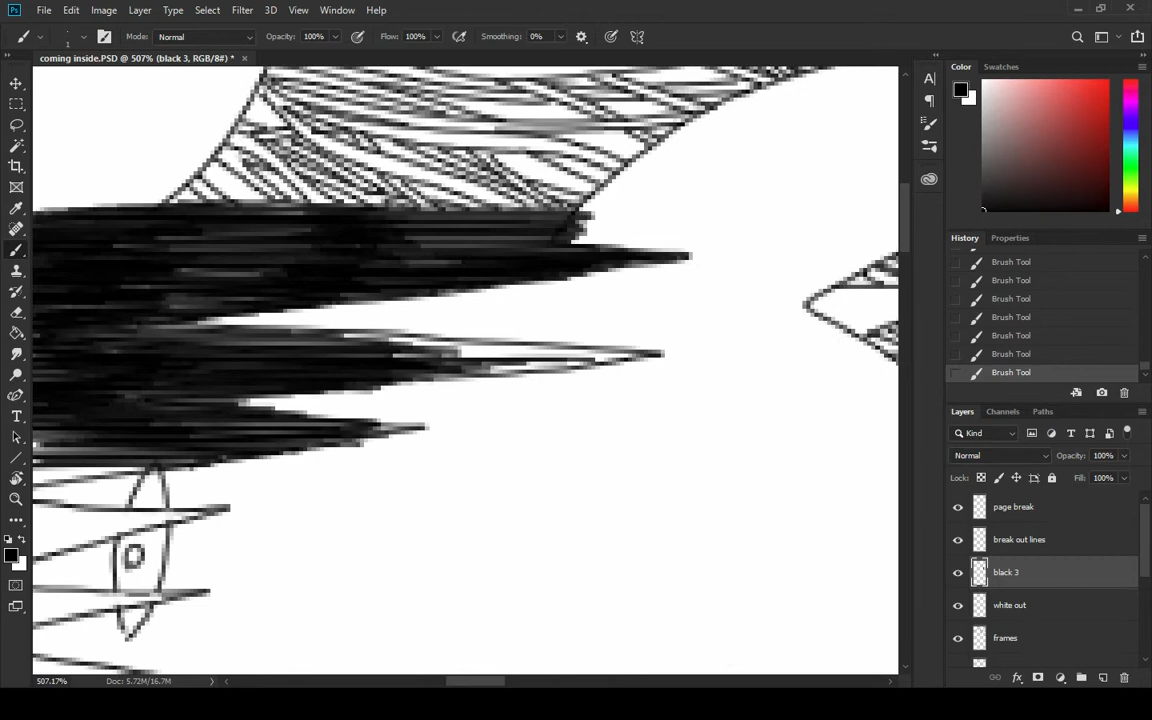 Ps File Edit Image Layer Type Select Filter 3D View Window Help
1 Mode: Normal Opacity: 100% Flow: 100% Smoothing: 0%
coming inside.PSD @ 507% (black 3, RGB/8#) *
Color Swatches
History Properties
Brush Tool
Brush Tool
Brush Tool
Brush Tool
Brush Tool
Brush Tool
Brush Tool
Layers Channels Paths
Kind
Normal Opacity: 100%
Lock: Fill: 100%
page break
break out lines
black 3
white out
frames
fx
507.17% Doc: 5.72M/16.7M